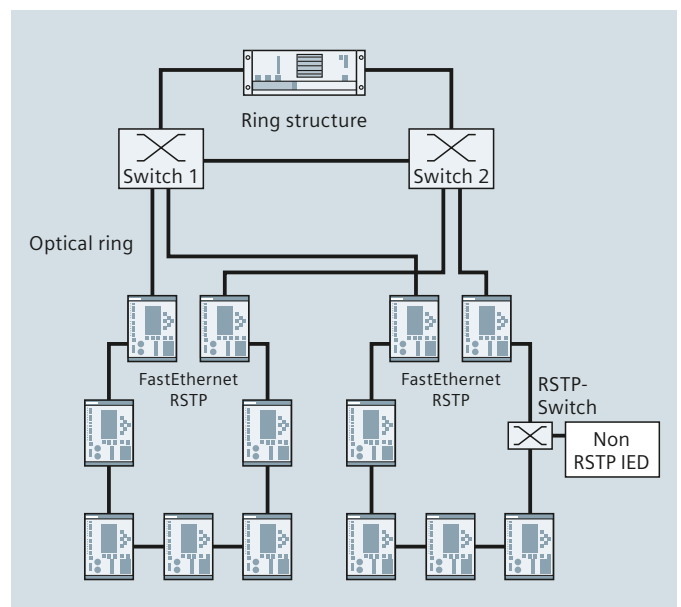 Ring structure
Switch 1
Switch 2
Optical ring
FastEthernet
RSTP
FastEthernet
RSTP
RSTP-
Switch
Non
RSTP IED